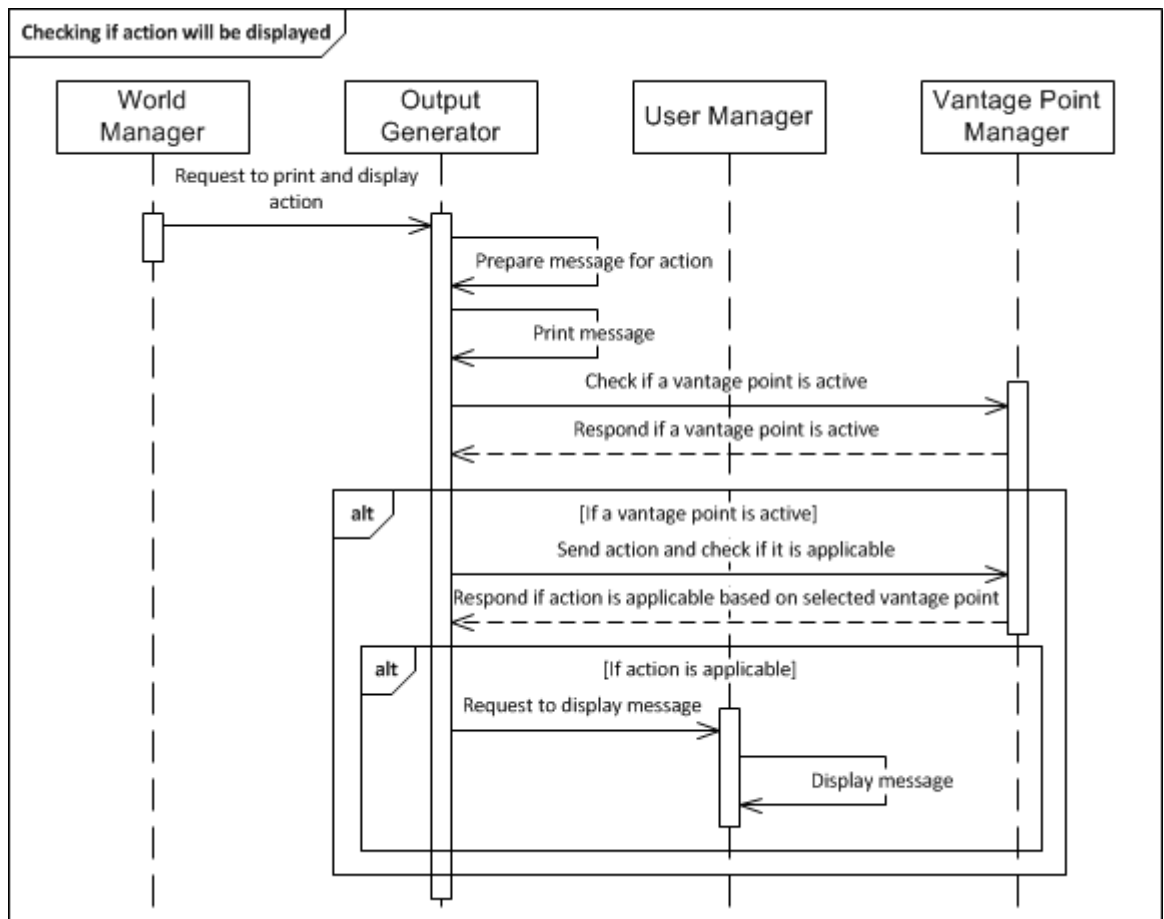 Checking if action will be displayed
World
Manager
Output
Generator
User Manager
Vantage Point
Manager
Request to print and display
action
Prepare message for action
Print message
Check if a vantage point is active
Respond if a vantage point is active
alt
[If a vantage point is active]
Send action and check if it is applicable
Respond if action is applicable based on selected vantage point
alt
[If action is applicable]
Request to display message
Display message